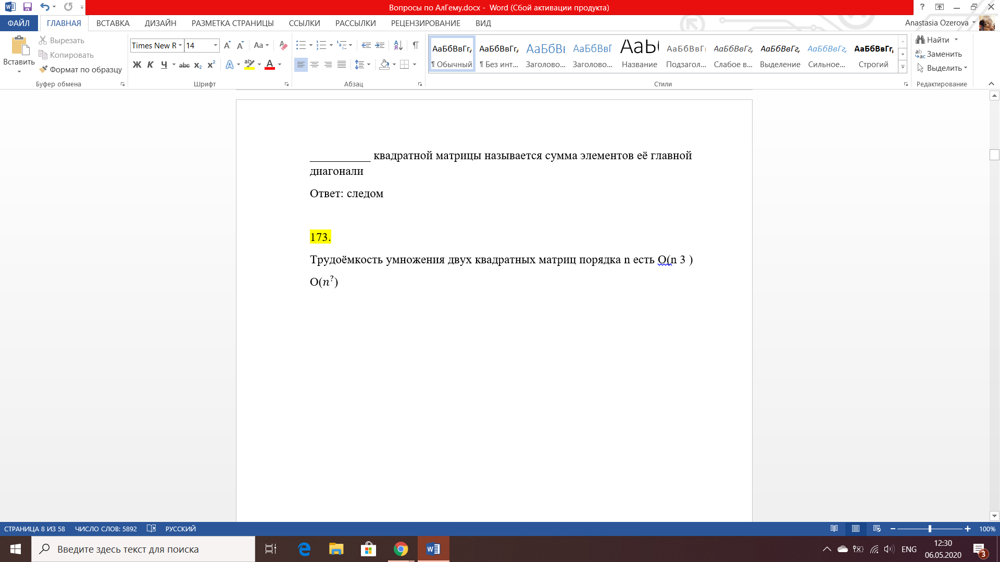 Вопросы по АлГему.docx - Word (Сбой активации продукта)
ФАЙЛ ГЛАВНАЯ ВСТАВКА ДИЗАЙН РАЗМЕТКА СТРАНИЦЫ ССЫЛКИ РАССЫЛКИ РЕЦЕНЗИРОВАНИЕ ВИД Anastasia Ozerova
Вставить
Вырезать
Копировать
Формат по образцу
Буфер обмена
Times New R 14
Ж К Ч abc x₂ x²
Шрифт
Абзац
АаБбВвГг, АаБбВвГг, АаБбВв АаБбВвГ АаЬ АаБбВвГг АаБбВвГг, АаБбВвГг, АаБбВвГг, АаБбВвГг,
¶ Обычный ¶ Без инт... Заголово... Заголово... Название Подзагол... Слабое в... Выделение Сильное... Строгий
Стили
Найти
Заменить
Выделить
Редактирование
__________ квадратной матрицы называется сумма элементов её главной
диагонали
Ответ: следом
173.
Трудоёмкость умножения двух квадратных матриц порядка n есть O(n 3 )
O(n^?)
СТРАНИЦА 8 ИЗ 58 ЧИСЛО СЛОВ: 5892 РУССКИЙ 100%
Введите здесь текст для поиска
ENG
12:30
06.05.2020
3